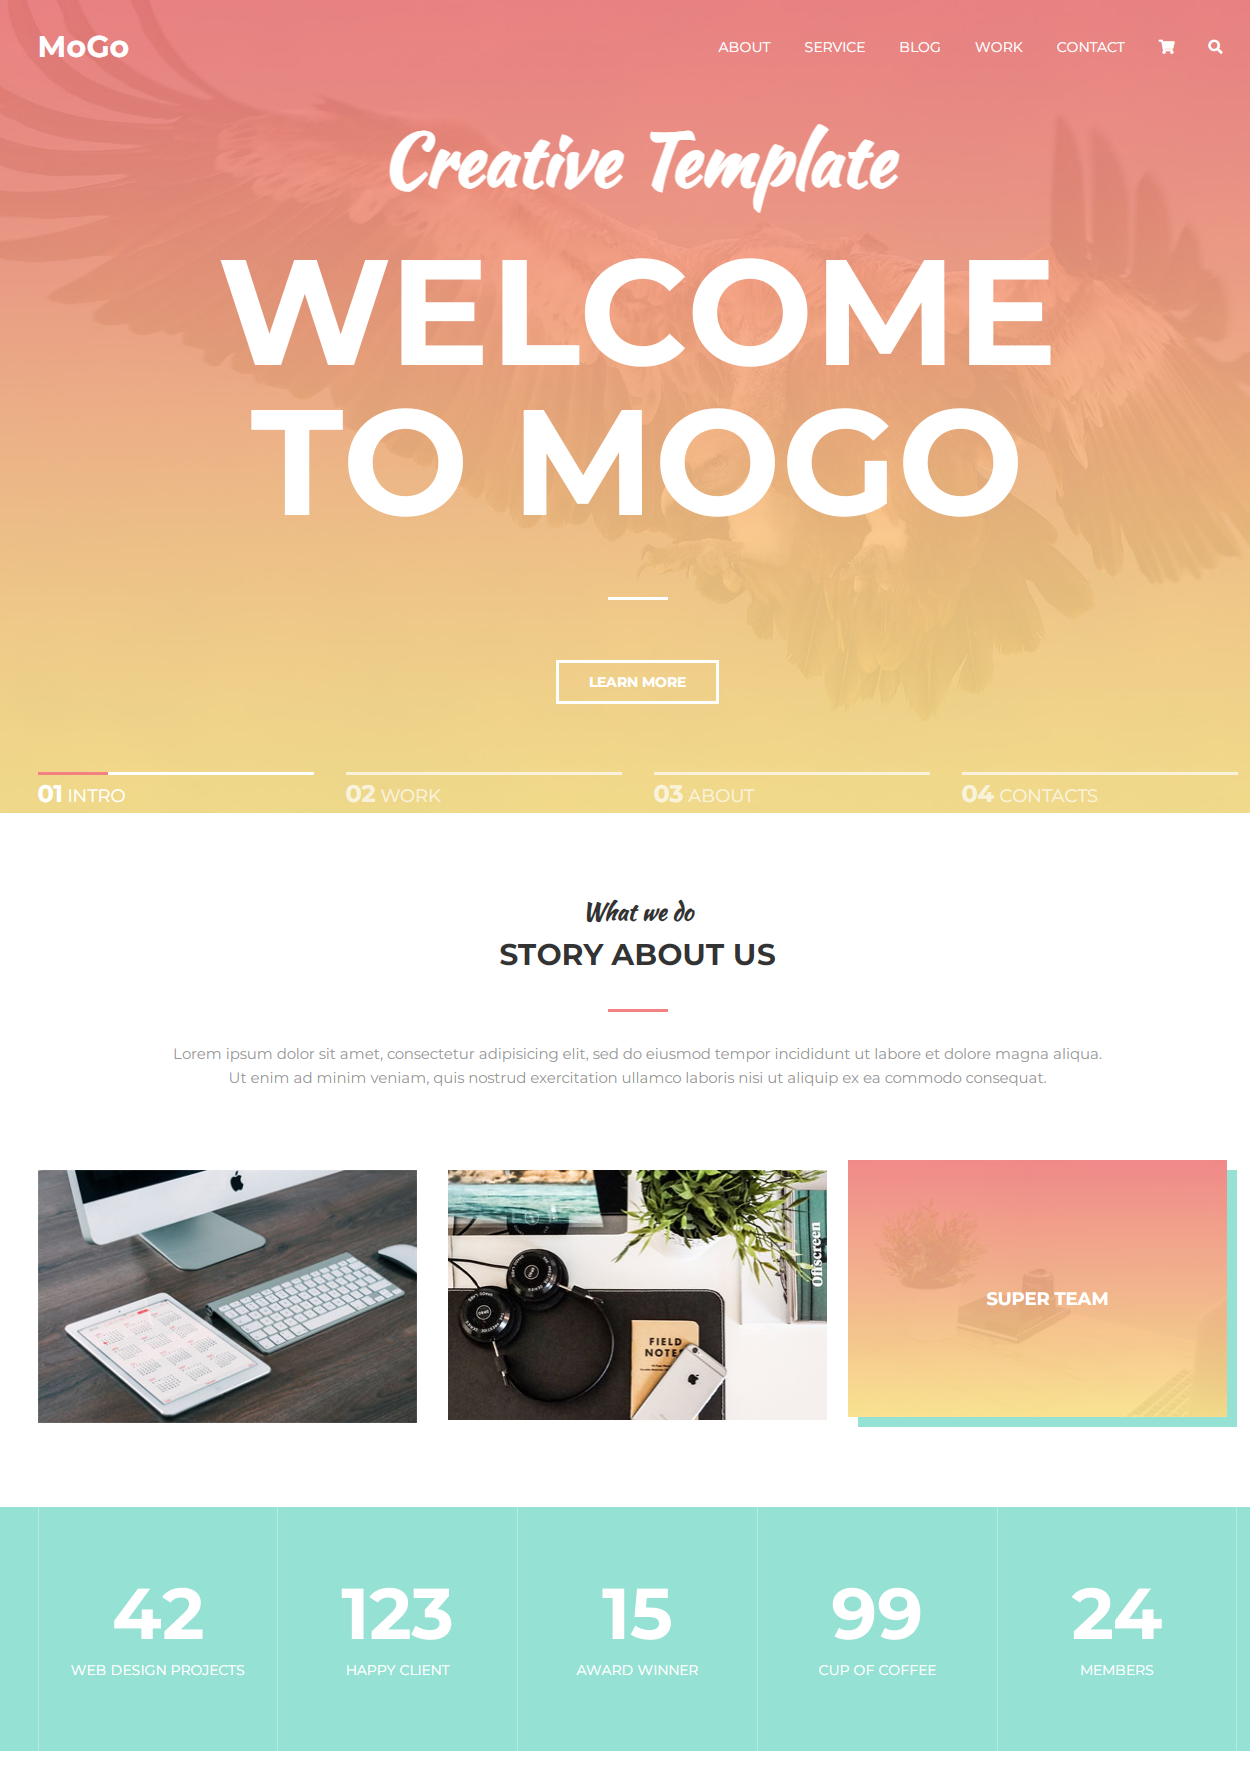 MoGo
ABOUT SERVICE BLOG WORK CONTACT
Creative Template
WELCOME
TO MOGO
LEARN MORE
01 INTRO
02 WORK
03 ABOUT
04 CONTACTS
What we do
STORY ABOUT US
Lorem ipsum dolor sit amet, consectetur adipisicing elit, sed do eiusmod tempor incididunt ut labore et dolore magna aliqua.
Ut enim ad minim veniam, quis nostrud exercitation ullamco laboris nisi ut aliquip ex ea commodo consequat.
Offscreen
FIELD
NOTES
SUPER TEAM
42
WEB DESIGN PROJECTS
123
HAPPY CLIENT
15
AWARD WINNER
99
CUP OF COFFEE
24
MEMBERS